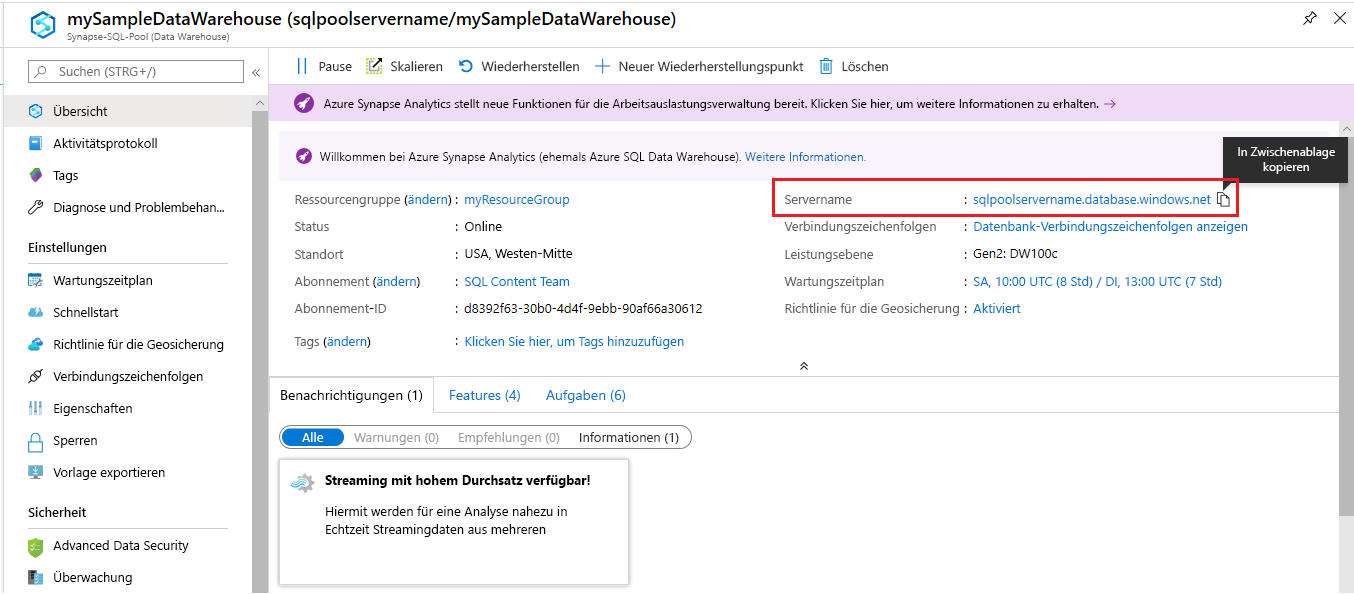 mySampleDataWarehouse (sqlpoolservername/mySampleDataWarehouse)
Synapse-SQL-Pool (Data Warehouse)
Suchen (STRG+/)
«
Übersicht
Aktivitätsprotokoll
Tags
Diagnose und Problembehan...
Einstellungen
Wartungszeitplan
Schnellstart
Richtlinie für die Geosicherung
Verbindungszeichenfolgen
Eigenschaften
Sperren
Vorlage exportieren
Sicherheit
Advanced Data Security
Überwachung
Pause
Skalieren
Wiederherstellen
Neuer Wiederherstellungspunkt
Löschen
Azure Synapse Analytics stellt neue Funktionen für die Arbeitsauslastungsverwaltung bereit. Klicken Sie hier, um weitere Informationen zu erhalten. →
Willkommen bei Azure Synapse Analytics (ehemals Azure SQL Data Warehouse). Weitere Informationen.
In Zwischenablage
kopieren
Ressourcengruppe (ändern) : myResourceGroup
Status : Online
Standort : USA, Westen-Mitte
Abonnement (ändern) : SQL Content Team
Abonnement-ID : d8392f63-30b0-4d4f-9ebb-90af66a30612
Tags (ändern) : Klicken Sie hier, um Tags hinzuzufügen
Servername : sqlpoolservername.database.windows.net
Verbindungszeichenfolgen : Datenbank-Verbindungszeichenfolgen anzeigen
Leistungsebene : Gen2: DW100c
Wartungszeitplan : SA, 10:00 UTC (8 Std) / DI, 13:00 UTC (7 Std)
Richtlinie für die Geosicherung : Aktiviert
Benachrichtigungen (1) Features (4) Aufgaben (6)
Alle Warnungen (0) Empfehlungen (0) Informationen (1)
Streaming mit hohem Durchsatz verfügbar!
Hiermit werden für eine Analyse nahezu in
Echtzeit Streamingdaten aus mehreren